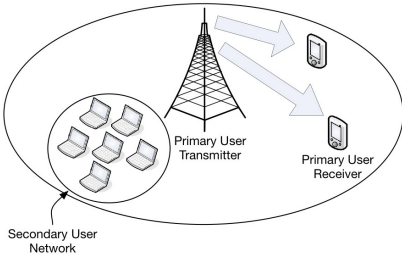 Primary User
Transmitter
Primary User
Receiver
Secondary User
Network